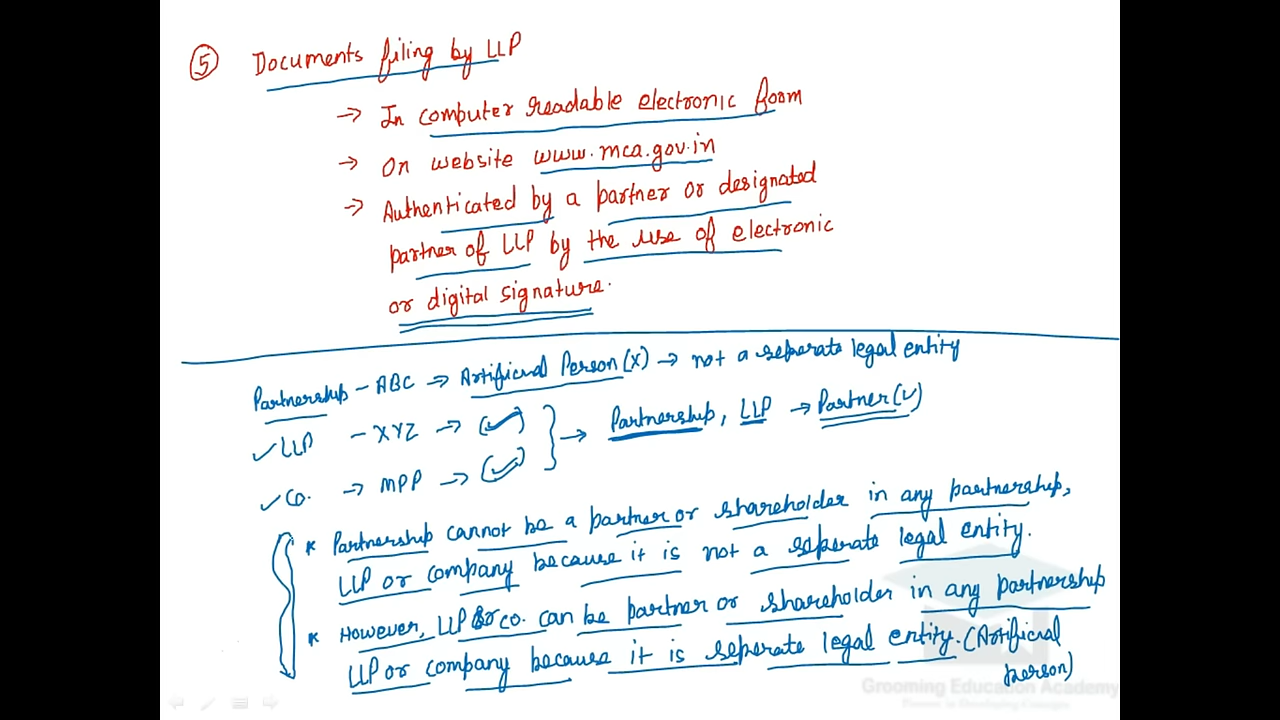 ⑤ Documents filing by LLP
→ In computer readable electronic form
→ On website www.mca.gov.in
→ Authenticated by a partner or designated
partner of LLP by the use of electronic
or digital signature.
Partnership - ABC → Artificial Person (X) → not a separate legal entity
✓ LLP - XYZ → (✓) } → Partnership, LLP → Partner (✓)
✓ Co. → MPP → (✓)
* Partnership cannot be a partner or shareholder in any partnership,
LLP or company because it is not a separate legal entity.
* However, LLP or co. can be partner or shareholder in any partnership
LLP or company because it is separate legal entity. (Artificial
person)
Grooming Education Academy